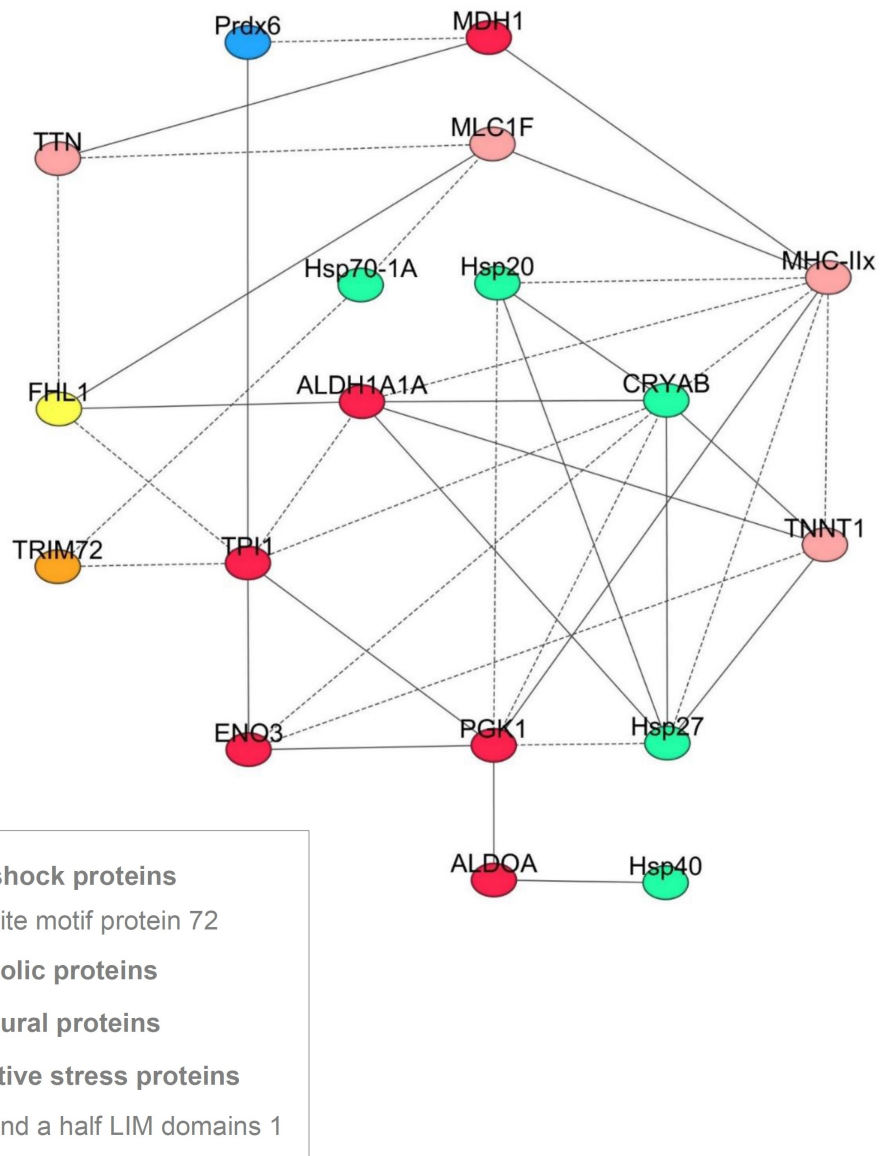 Prdx6
MDH1
TTN
MLC1F
Hsp70-1A
Hsp20
MHC-IIx
FHL1
ALDH1A1A
CRYAB
TRIM72
TPI1
TNNT1
ENO3
PGK1
Hsp27
ALDOA
Hsp40
shock proteins
ite motif protein 72
olic proteins
ural proteins
tive stress proteins
nd a half LIM domains 1